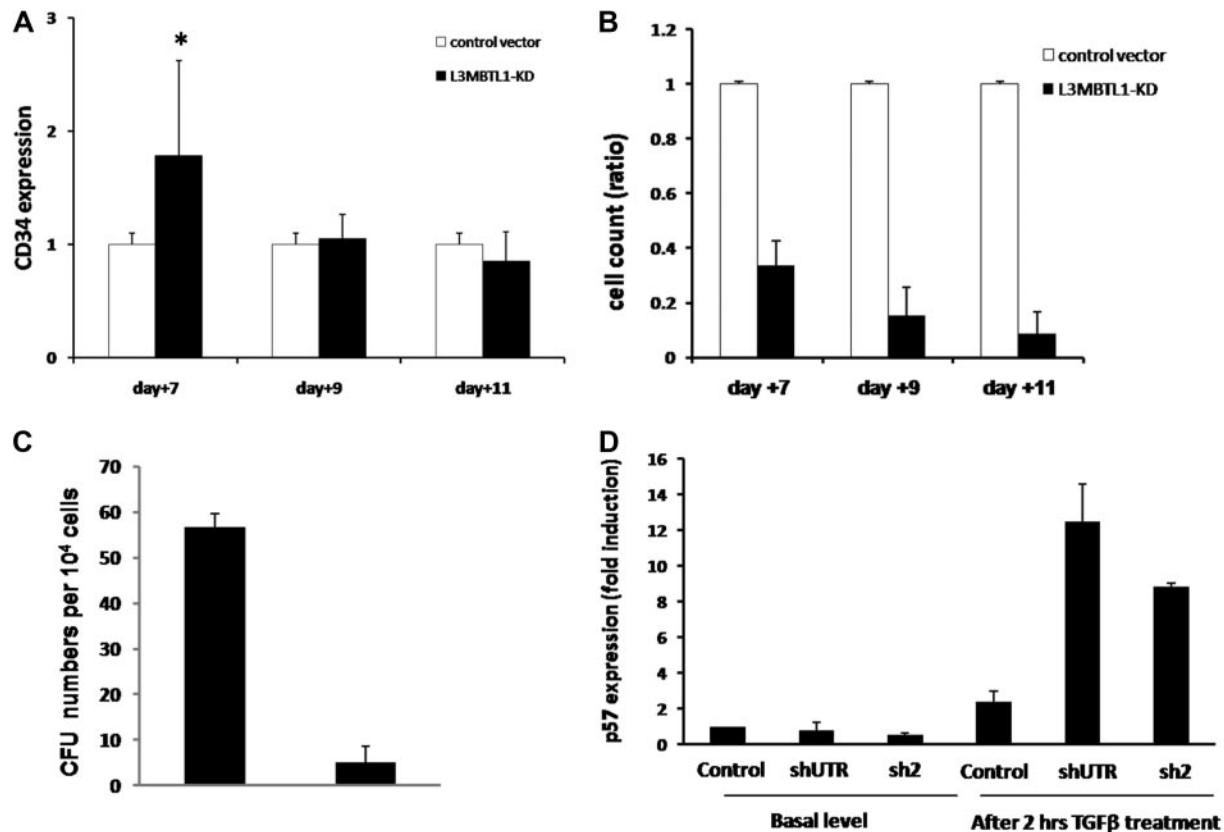 A
CD34 expression
3
2
1
0
*
control vector
L3MBTL1-KD
day+7
day+9
day+11
B
cell count (ratio)
1.2
1
0.8
0.6
0.4
0.2
0
control vector
L3MBTL1-KD
day +7
day +9
day +11
C
CFU numbers per 10⁴ cells
70
60
50
40
30
20
10
0
D
p57 expression (fold induction)
16
14
12
10
8
6
4
2
0
Control
shUTR
sh2
Control
shUTR
sh2
Basal level
After 2 hrs TGFβ treatment